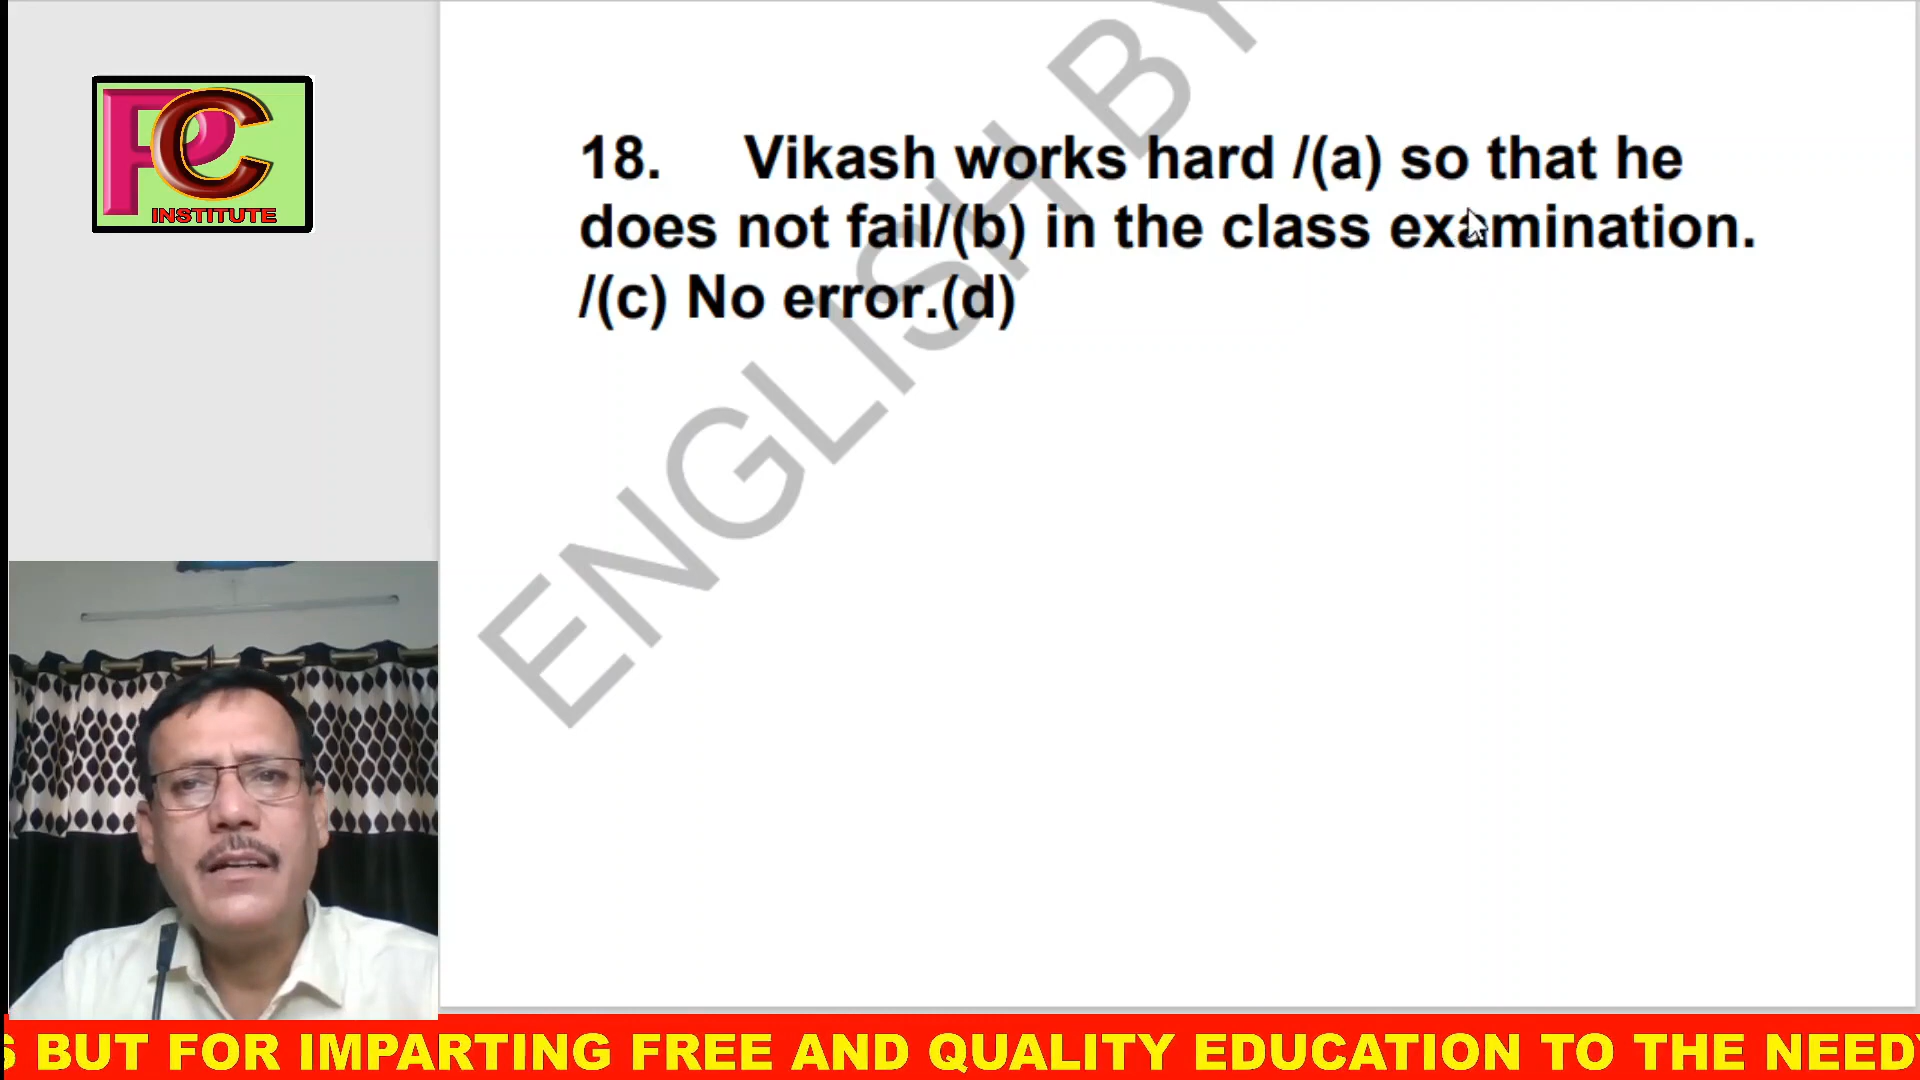 PC
INSTITUTE
ENGLISH BY
18. Vikash works hard /(a) so that he
does not fail/(b) in the class examination.
/(c) No error.(d)
S BUT FOR IMPARTING FREE AND QUALITY EDUCATION TO THE NEED